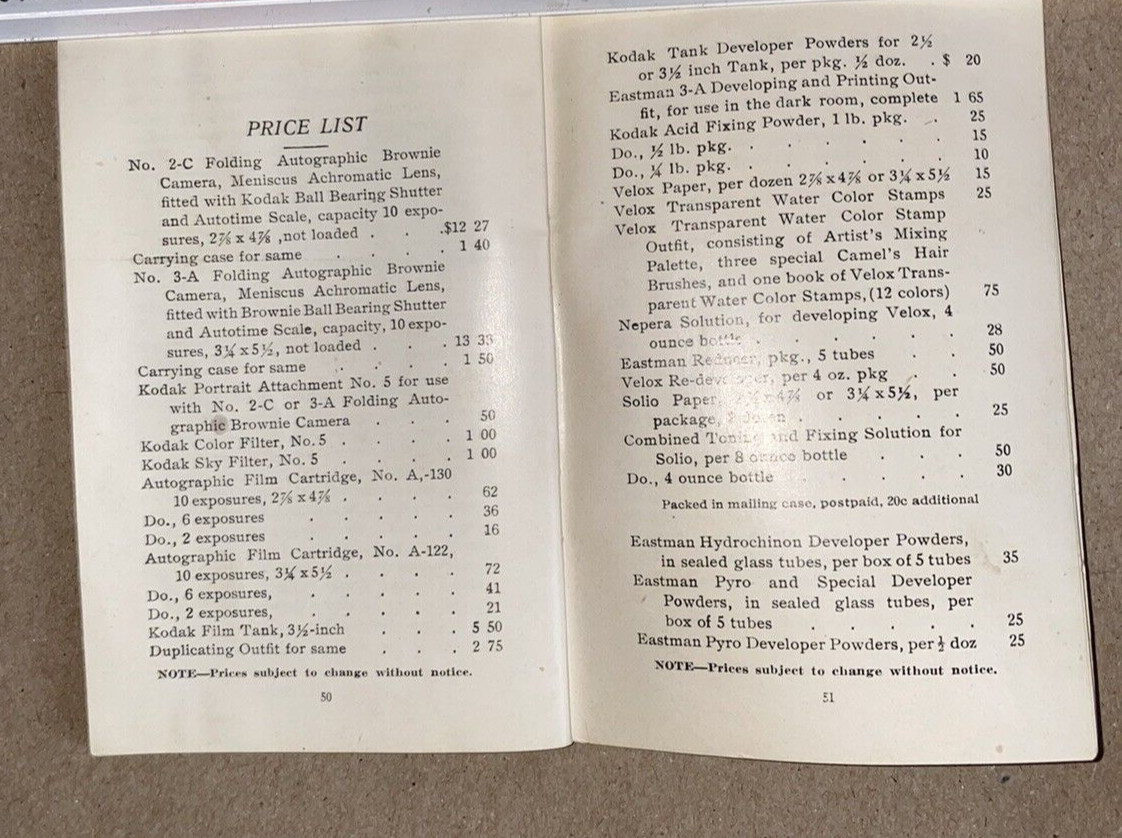 PRICE LIST
No. 2-C Folding Autographic Brownie
Camera, Meniscus Achromatic Lens,
fitted with Kodak Ball Bearing Shutter
and Autotime Scale, capacity 10 expo-
sures, 2⅞ x 4⅞ ,not loaded . . .$12 27
Carrying case for same . . . . 1 40
No. 3-A Folding Autographic Brownie
Camera, Meniscus Achromatic Lens,
fitted with Brownie Ball Bearing Shutter
and Autotime Scale, capacity, 10 expo-
sures, 3¼ x 5½, not loaded . . . 13 33
Carrying case for same . . . . 1 50
Kodak Portrait Attachment No. 5 for use
with No. 2-C or 3-A Folding Auto-
graphic Brownie Camera . . . 50
Kodak Color Filter, No. 5 . . . . 1 00
Kodak Sky Filter, No. 5 . . . . 1 00
Autographic Film Cartridge, No. A,-130
10 exposures, 2⅞ x 4⅞ . . . . 62
Do., 6 exposures . . . . . 36
Do., 2 exposures . . . . . 16
Autographic Film Cartridge, No. A-122,
10 exposures, 3¼ x 5½ . . . . 72
Do., 6 exposures, . . . . . 41
Do., 2 exposures, . . . . . 21
Kodak Film Tank, 3½-inch . . . 5 50
Duplicating Outfit for same . . . 2 75
NOTE—Prices subject to change without notice.
50
Kodak Tank Developer Powders for 2½
or 3½ inch Tank, per pkg. ½ doz. . $ 20
Eastman 3-A Developing and Printing Out-
fit, for use in the dark room, complete 1 65
Kodak Acid Fixing Powder, 1 lb. pkg. . . 25
Do., ½ lb. pkg. . . . . . 15
Do., ¼ lb. pkg. . . . . . 10
Velox Paper, per dozen 2⅞ x 4⅞ or 3¼ x 5½ 15
Velox Transparent Water Color Stamps 25
Velox Transparent Water Color Stamp
Outfit, consisting of Artist's Mixing
Palette, three special Camel's Hair
Brushes, and one book of Velox Trans-
parent Water Color Stamps, (12 colors) 75
Nepera Solution, for developing Velox, 4
ounce bottle . . . . . . 28
Eastman Reducer, pkg., 5 tubes . . 50
Velox Re-developer, per 4 oz. pkg . . 50
Solio Paper, x 4⅞ or 3¼ x 5½, per
package, . . . . . 25
Combined Toning and Fixing Solution for
Solio, per 8 ounce bottle . . . 50
Do., 4 ounce bottle . . . . . 30
Packed in mailing case, postpaid, 20c additional
Eastman Hydrochinon Developer Powders,
in sealed glass tubes, per box of 5 tubes 35
Eastman Pyro and Special Developer
Powders, in sealed glass tubes, per
box of 5 tubes . . . . . 25
Eastman Pyro Developer Powders, per ½ doz 25
NOTE—Prices subject to change without notice.
51